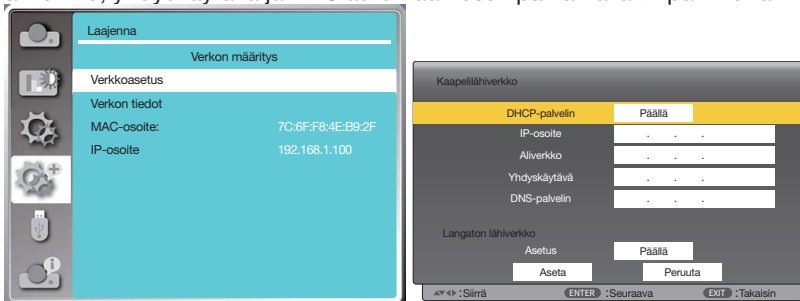 Laajenna
Verkon määritys
Verkkoasetus
Verkon tiedot
MAC-osoite: 7C:6F:F8:4E:B9:2F
IP-osoite 192.168.1.100
Kaapelilähiverkko
DHCP-palvelin Päällä
IP-osoite . . .
Aliverkko . . .
Yhdyskäytävä . . .
DNS-palvelin . . .
Langaton lähiverkko
Asetus Päällä
Aseta Peruuta
:Siirrä ENTER :Seuraava EXIT :Takaisin